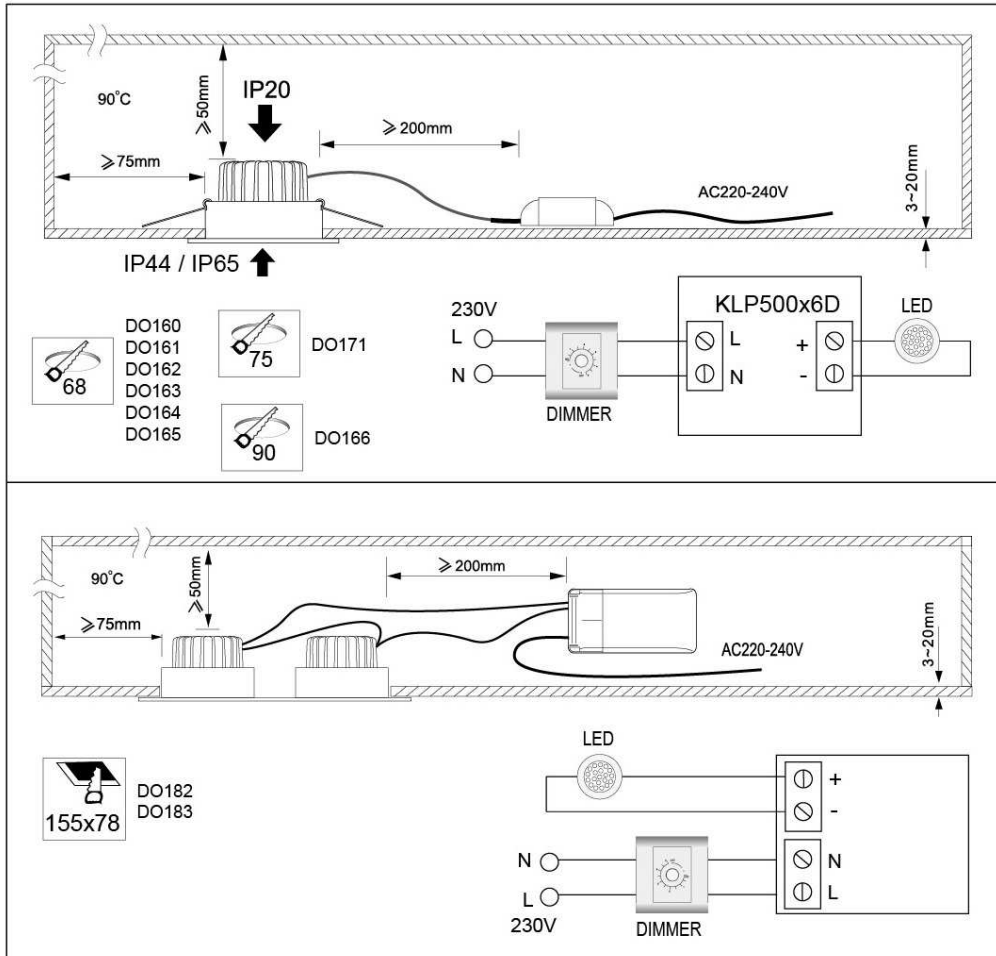 90°C
⩾50mm
IP20
⩾200mm
⩾75mm
AC220-240V
3~20mm
IP44 / IP65
68
DO160
DO161
DO162
DO163
DO164
DO165
75
DO171
90
DO166
230V
L
N
DIMMER
KLP500x6D
L
N
+
-
LED
90°C
⩾50mm
⩾200mm
⩾75mm
AC220-240V
3~20mm
155x78
DO182
DO183
LED
+
-
N
L
N
L
230V
DIMMER